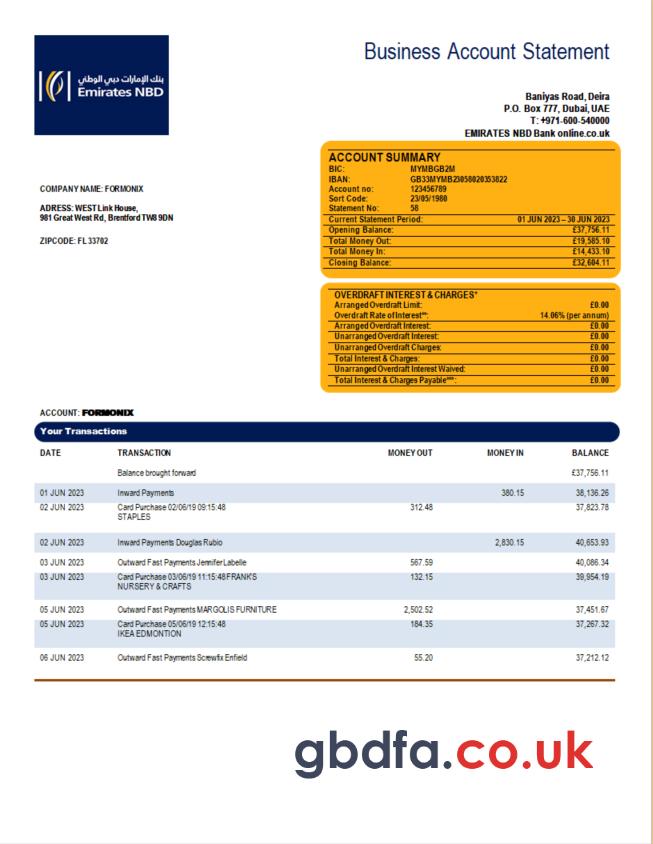 بنك الإمارات دبي الوطني
Emirates NBD
Business Account Statement
Baniyas Road, Deira
P.O. Box 777, Dubai, UAE
T: +971-600-540000
EMIRATES NBD Bank online.co.uk
COMPANY NAME: FORMONIX
ADRESS: WEST Link House,
981 Great West Rd, Brentford TW8 9DN
ZIPCODE: FL 33702
ACCOUNT SUMMARY
BIC: MYMBGB2M
IBAN: GB33MYMB23058020353822
Account no: 123456789
Sort Code: 23/05/1980
Statement No: 58
Current Statement Period: 01 JUN 2023 – 30 JUN 2023
Opening Balance: £37,756.11
Total Money Out: £19,585.10
Total Money In: £14,433.10
Closing Balance: £32,604.11
OVERDRAFT INTEREST & CHARGES*
Arranged Overdraft Limit: £0.00
Overdraft Rate of Interest**: 14.06% (per annum)
Arranged Overdraft Interest: £0.00
Unarranged Overdraft Interest: £0.00
Unarranged Overdraft Charges: £0.00
Total Interest & Charges: £0.00
Unarranged Overdraft Interest Waived: £0.00
Total Interest & Charges Payable***: £0.00
ACCOUNT: FORMONIX
Your Transactions
DATE TRANSACTION MONEY OUT MONEY IN BALANCE
Balance brought forward £37,756.11
01 JUN 2023 Inward Payments 380.15 38,136.26
02 JUN 2023 Card Purchase 02/06/19 09:15:48 312.48 37,823.78
STAPLES
02 JUN 2023 Inward Payments Douglas Rubio 2,830.15 40,653.93
03 JUN 2023 Outward Fast Payments Jennifer Labelle 567.59 40,086.34
03 JUN 2023 Card Purchase 03/06/19 11:15:48 FRANK'S 132.15 39,954.19
NURSERY & CRAFTS
05 JUN 2023 Outward Fast Payments MARGOLIS FURNITURE 2,502.52 37,451.67
05 JUN 2023 Card Purchase 05/06/19 12:15:48 184.35 37,267.32
IKEA EDMONTION
06 JUN 2023 Outward Fast Payments Screwfix Enfield 55.20 37,212.12
gbdfa.co.uk